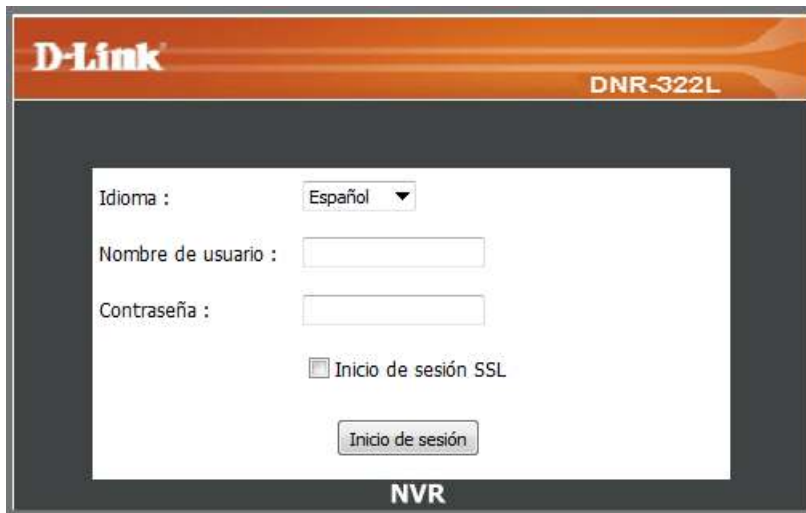 D-Link
DNR-322L
Idioma :
Español
Nombre de usuario :
Contraseña :
Inicio de sesión SSL
Inicio de sesión
NVR